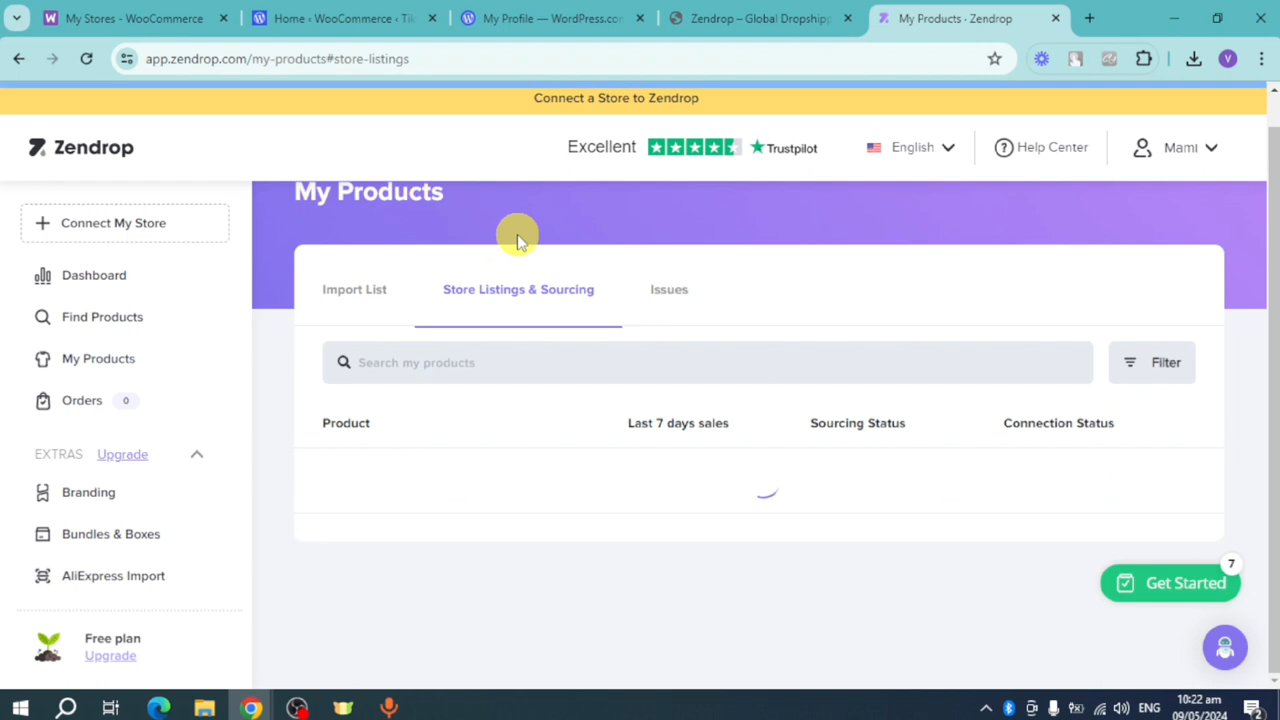 My Stores - WooCommerce
Home ‹ WooCommerce ‹ Tik
My Profile — WordPress.com
Zendrop – Global Dropshipp
My Products · Zendrop
app.zendrop.com/my-products#store-listings
V
Connect a Store to Zendrop
Zendrop
Excellent
Trustpilot
English
Help Center
Mami
Connect My Store
Dashboard
Find Products
My Products
Orders 0
EXTRAS Upgrade
Branding
Bundles & Boxes
AliExpress Import
Free plan
Upgrade
My Products
Import List
Store Listings & Sourcing
Issues
Search my products
Filter
Product
Last 7 days sales
Sourcing Status
Connection Status
7
Get Started
ENG
10:22 am
09/05/2024
2